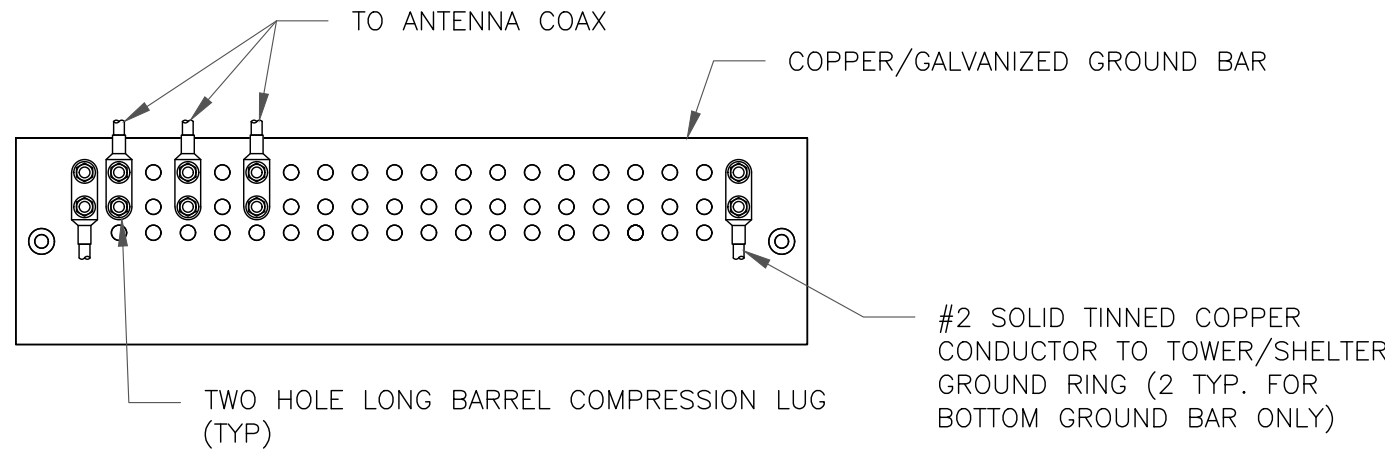 TO ANTENNA COAX
COPPER/GALVANIZED GROUND BAR
#2 SOLID TINNED COPPER
CONDUCTOR TO TOWER/SHELTER
GROUND RING (2 TYP. FOR
BOTTOM GROUND BAR ONLY)
TWO HOLE LONG BARREL COMPRESSION LUG
(TYP)